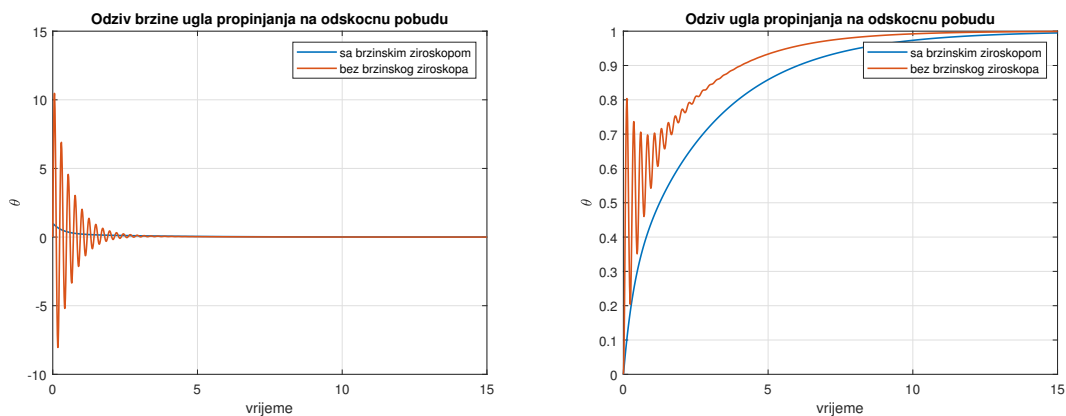 Odziv brzine ugla propinjanja na odskocnu pobudu
15
10
5
0
-5
-10
θ
0
5
10
15
vrijeme
sa brzinskim ziroskopom
bez brzinskog ziroskopa
Odziv ugla propinjanja na odskocnu pobudu
1
0.9
0.8
0.7
0.6
0.5
0.4
0.3
0.2
0.1
0
θ
0
5
10
15
vrijeme
sa brzinskim ziroskopom
bez brzinskog ziroskopa